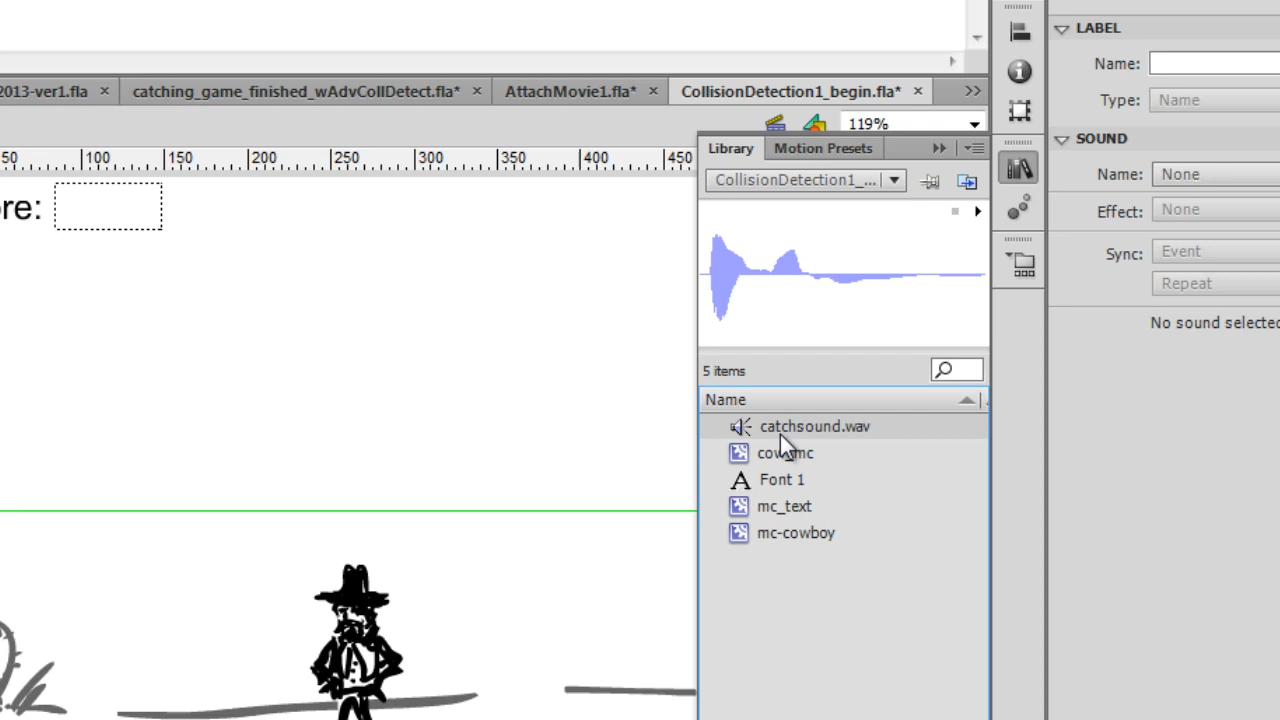 LABEL
Name:
Type: Name
2013-ver1.fla × catching_game_finished_wAdvCollDetect.fla* × AttachMovie1.fla* × CollisionDetection1_begin.fla* ×
119%
SOUND
50 100 150 200 250 300 350 400 450
Library Motion Presets
Name: None
CollisionDetection1_...
re:
Effect: None
Sync: Event
Repeat
No sound selected
5 items
Name
catchsound.wav
Font 1
mc_text
mc-cowboy